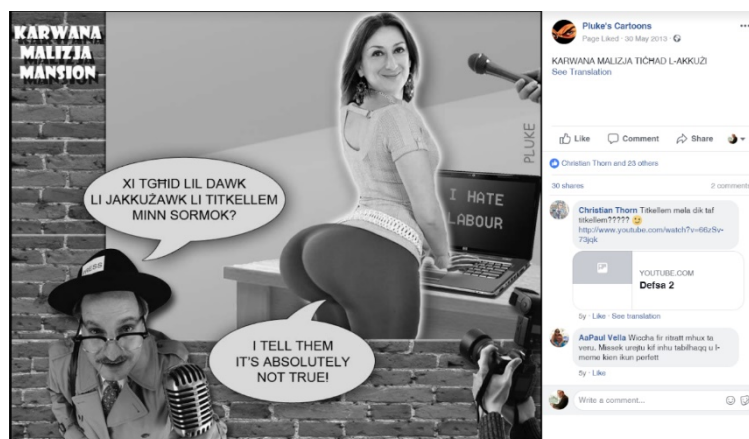 KARWANA
MALIZJA
MANSION
XI TGĦID LIL DAWK
LI JAKKUŻAWK LI TITKELLEM
MINN SORMOK?
PRESS
I TELL THEM
IT'S ABSOLUTELY
NOT TRUE!
I HATE
LABOUR
PLUKE
Pluke's Cartoons
Page Liked · 30 May 2013 ·
KARWANA MALIZJA TIĊĦAD L-AKKUŻI
See Translation
Like Comment Share
Christian Thorn and 25 others
30 shares 2 comments
Christian Thorn Titkellem mela dik taf
titkellem?????
http://www.youtube.com/watch?v=66zSv-
73jqk
YOUTUBE.COM
Defsa 2
5y · Like · See translation
AaPaul Vella Wiccha fir ritratt mhux ta
veru. Missek urejtu kif inhu tabilhaqq u l-
meme kien ikun perfett
5y · Like
Write a comment...